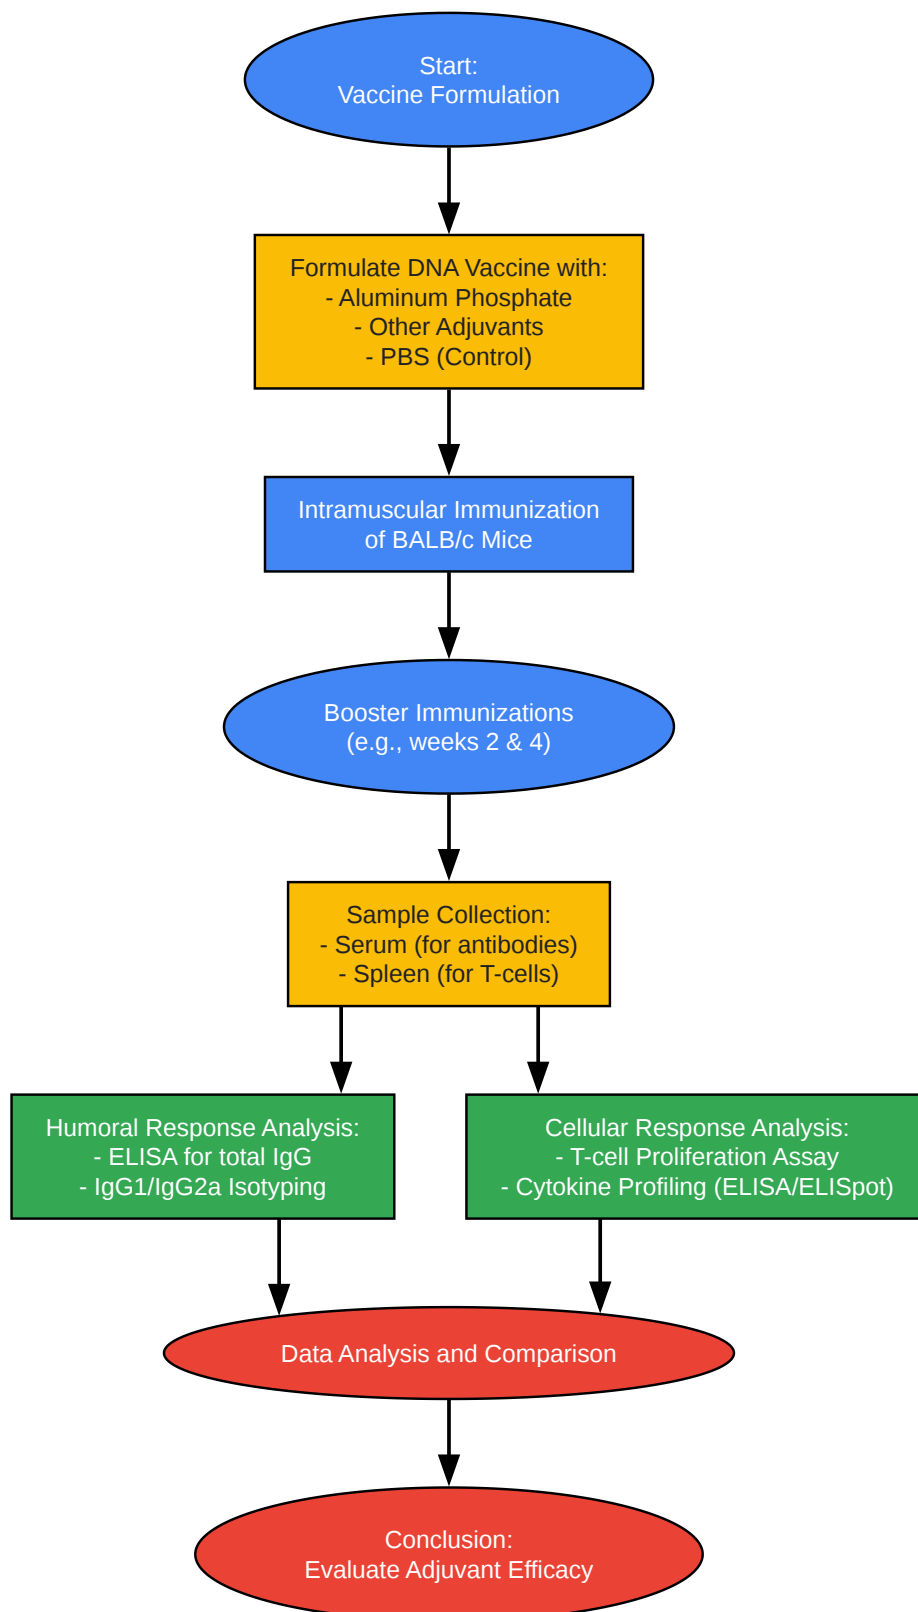 Start:
Vaccine Formulation
Formulate DNA Vaccine with:
- Aluminum Phosphate
- Other Adjuvants
- PBS (Control)
Intramuscular Immunization
of BALB/c Mice
Booster Immunizations
(e.g., weeks 2 & 4)
Sample Collection:
- Serum (for antibodies)
- Spleen (for T-cells)
Humoral Response Analysis:
- ELISA for total IgG
- IgG1/IgG2a Isotyping
Cellular Response Analysis:
- T-cell Proliferation Assay
- Cytokine Profiling (ELISA/ELISpot)
Data Analysis and Comparison
Conclusion:
Evaluate Adjuvant Efficacy